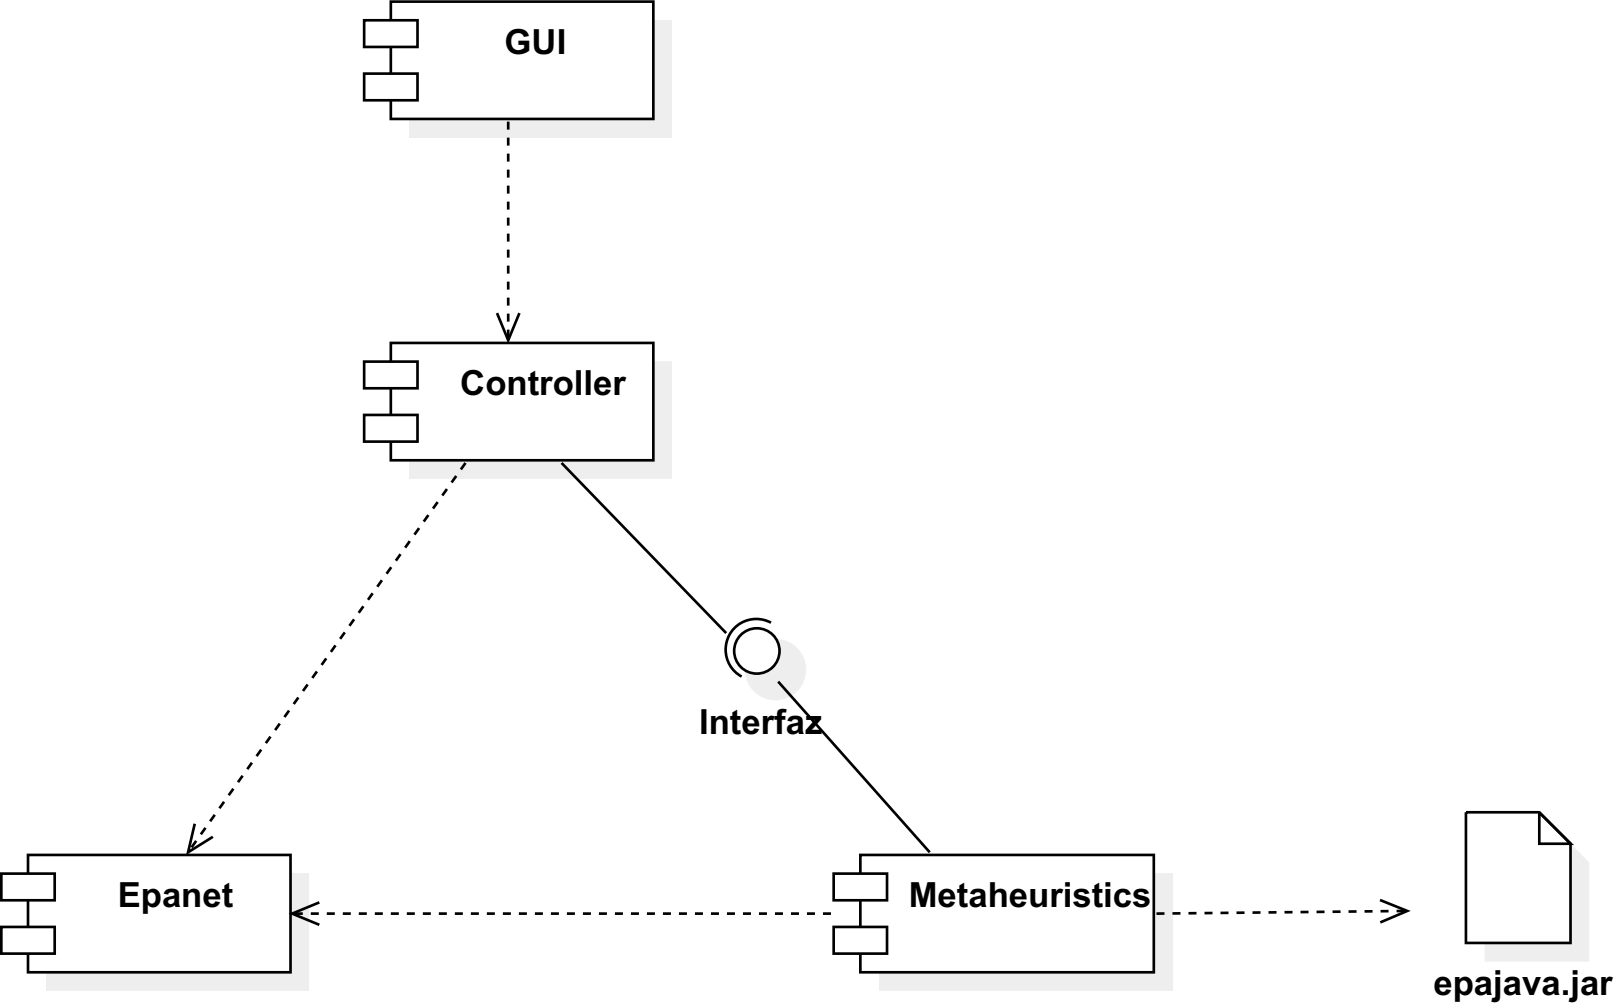 GUI
Controller
Interfaz
Epanet
Metaheuristics
epajava.jar